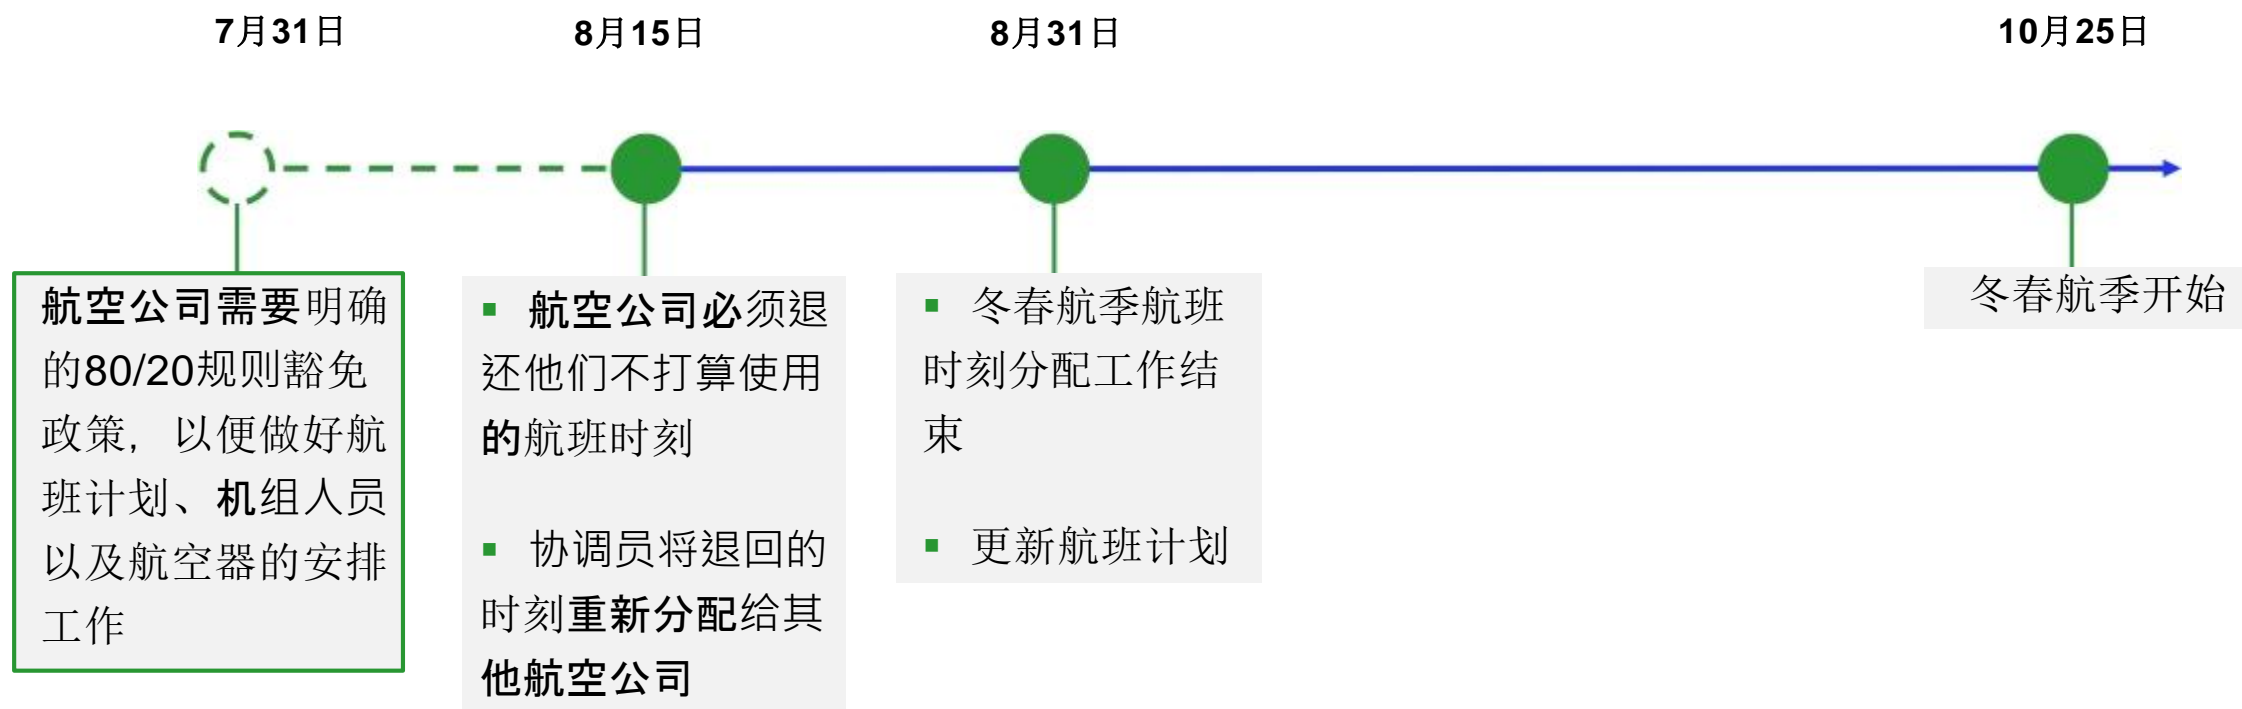 7月31日
8月15日
8月31日
10月25日
航空公司需要明确
的80/20规则豁免
政策，以便做好航
班计划、机组人员
以及航空器的安排
工作
▪ 航空公司必须退
还他们不打算使用
的航班时刻
▪ 协调员将退回的
时刻重新分配给其
他航空公司
▪ 冬春航季航班
时刻分配工作结
束
▪ 更新航班计划
冬春航季开始